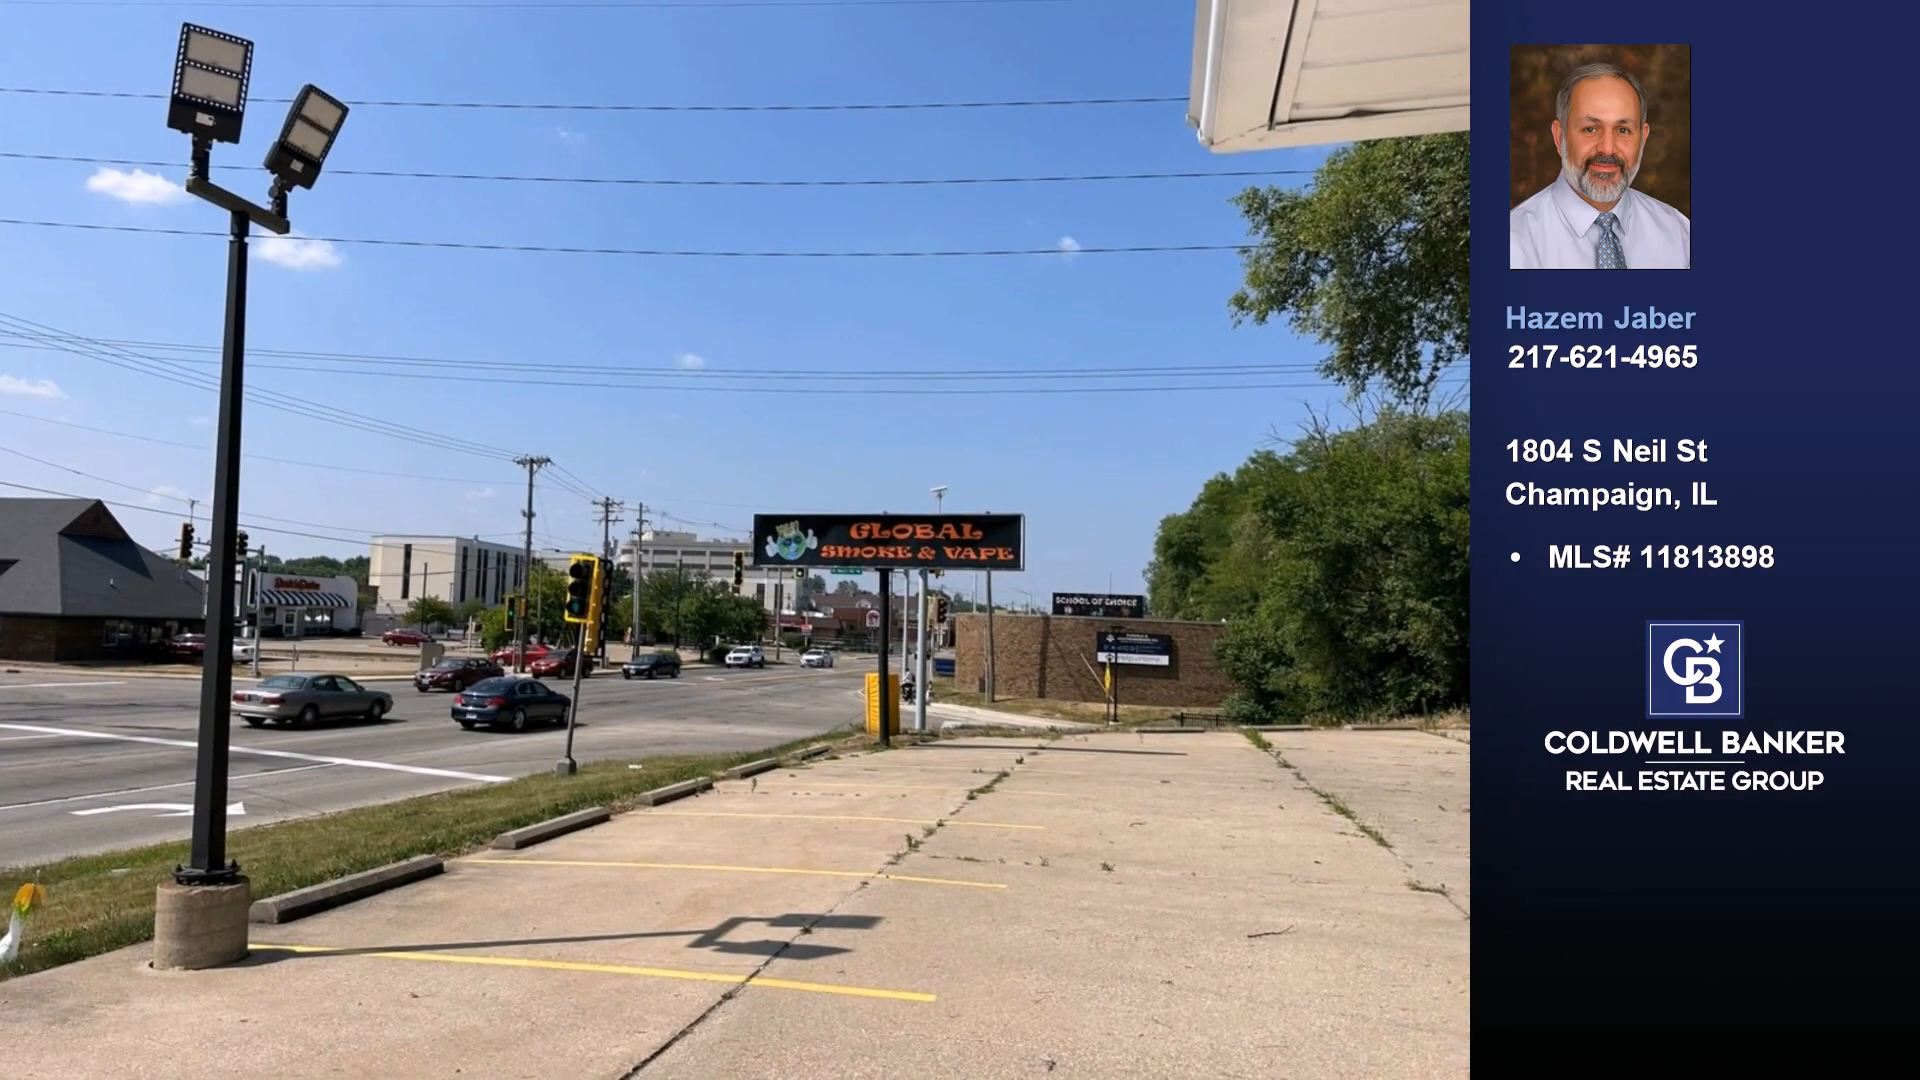 GLOBAL
SMOKE & VAPE
SCHOOL OF CHOICE
Hazem Jaber
217-621-4965
1804 S Neil St
Champaign, IL
• MLS# 11813898
CB
COLDWELL BANKER
REAL ESTATE GROUP